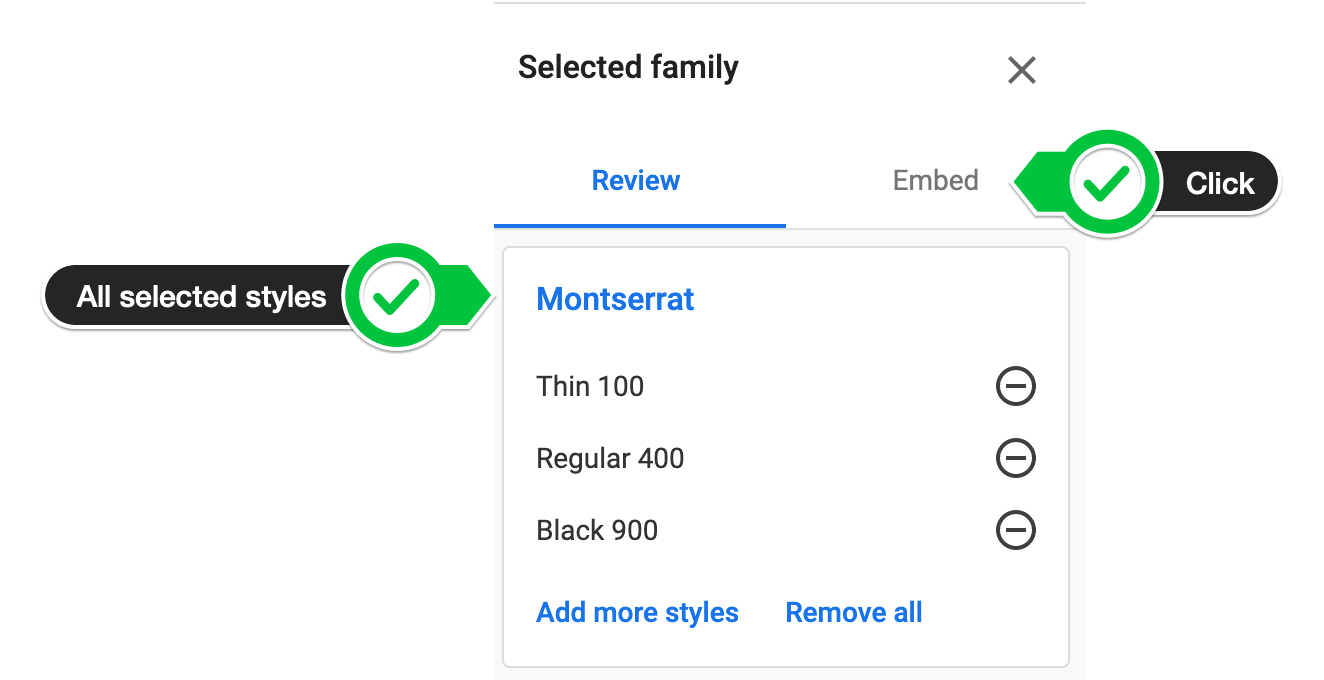 Selected family
Review
Embed
Click
All selected styles
Montserrat
Thin 100
Regular 400
Black 900
Add more styles
Remove all